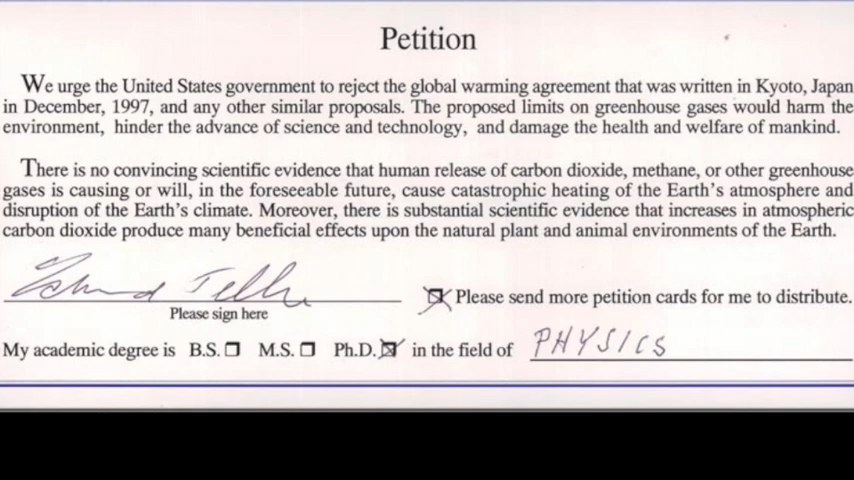 Petition
We urge the United States government to reject the global warming agreement that was written in Kyoto, Japan
in December, 1997, and any other similar proposals. The proposed limits on greenhouse gases would harm the
environment, hinder the advance of science and technology, and damage the health and welfare of mankind.
There is no convincing scientific evidence that human release of carbon dioxide, methane, or other greenhouse
gases is causing or will, in the foreseeable future, cause catastrophic heating of the Earth's atmosphere and
disruption of the Earth's climate. Moreover, there is substantial scientific evidence that increases in atmospheric
carbon dioxide produce many beneficial effects upon the natural plant and animal environments of the Earth.
Edward Teller
Please send more petition cards for me to distribute.
Please sign here
My academic degree is B.S. M.S. Ph.D. in the field of PHYSICS